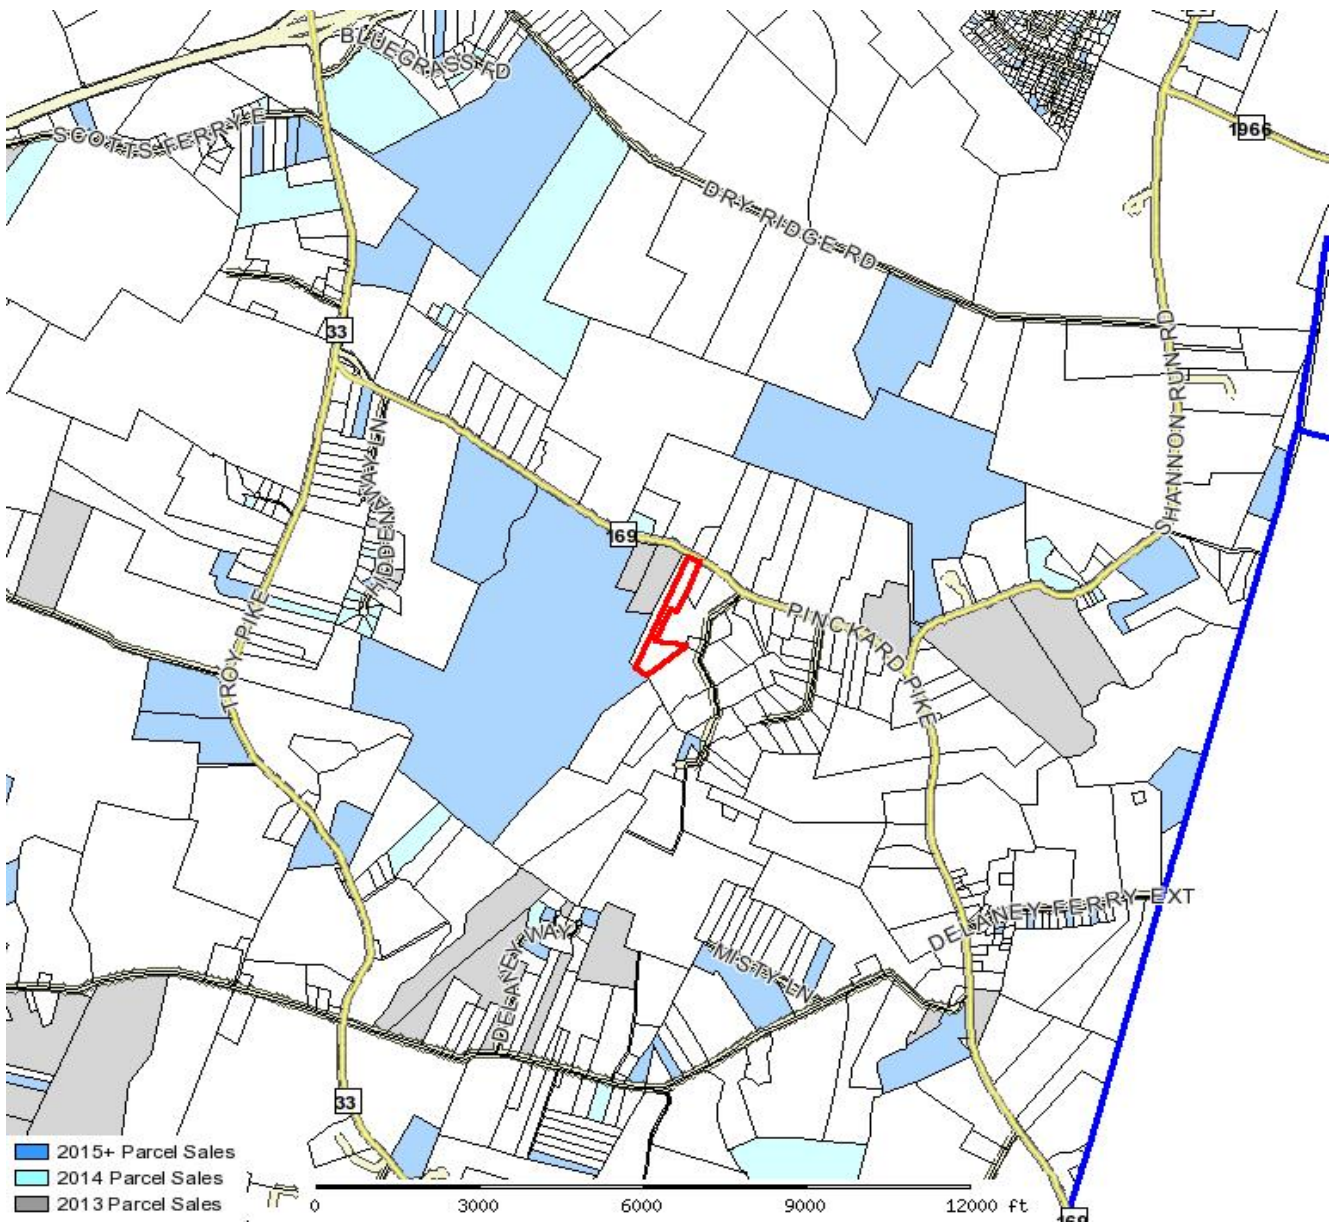 BLUEGRASS RD
SCOTTS FERRY E
1966
DRY RIDGE RD
33
SHANNON RUN RD
HIDDENAWAY LN
169
PINCKARD PIKE
TROY PIKE
DELANEY FERRY EXT
DELANEY WAY
MISTY LN
33
2015+ Parcel Sales
2014 Parcel Sales
2013 Parcel Sales
0 3000 6000 9000 12000 ft
169